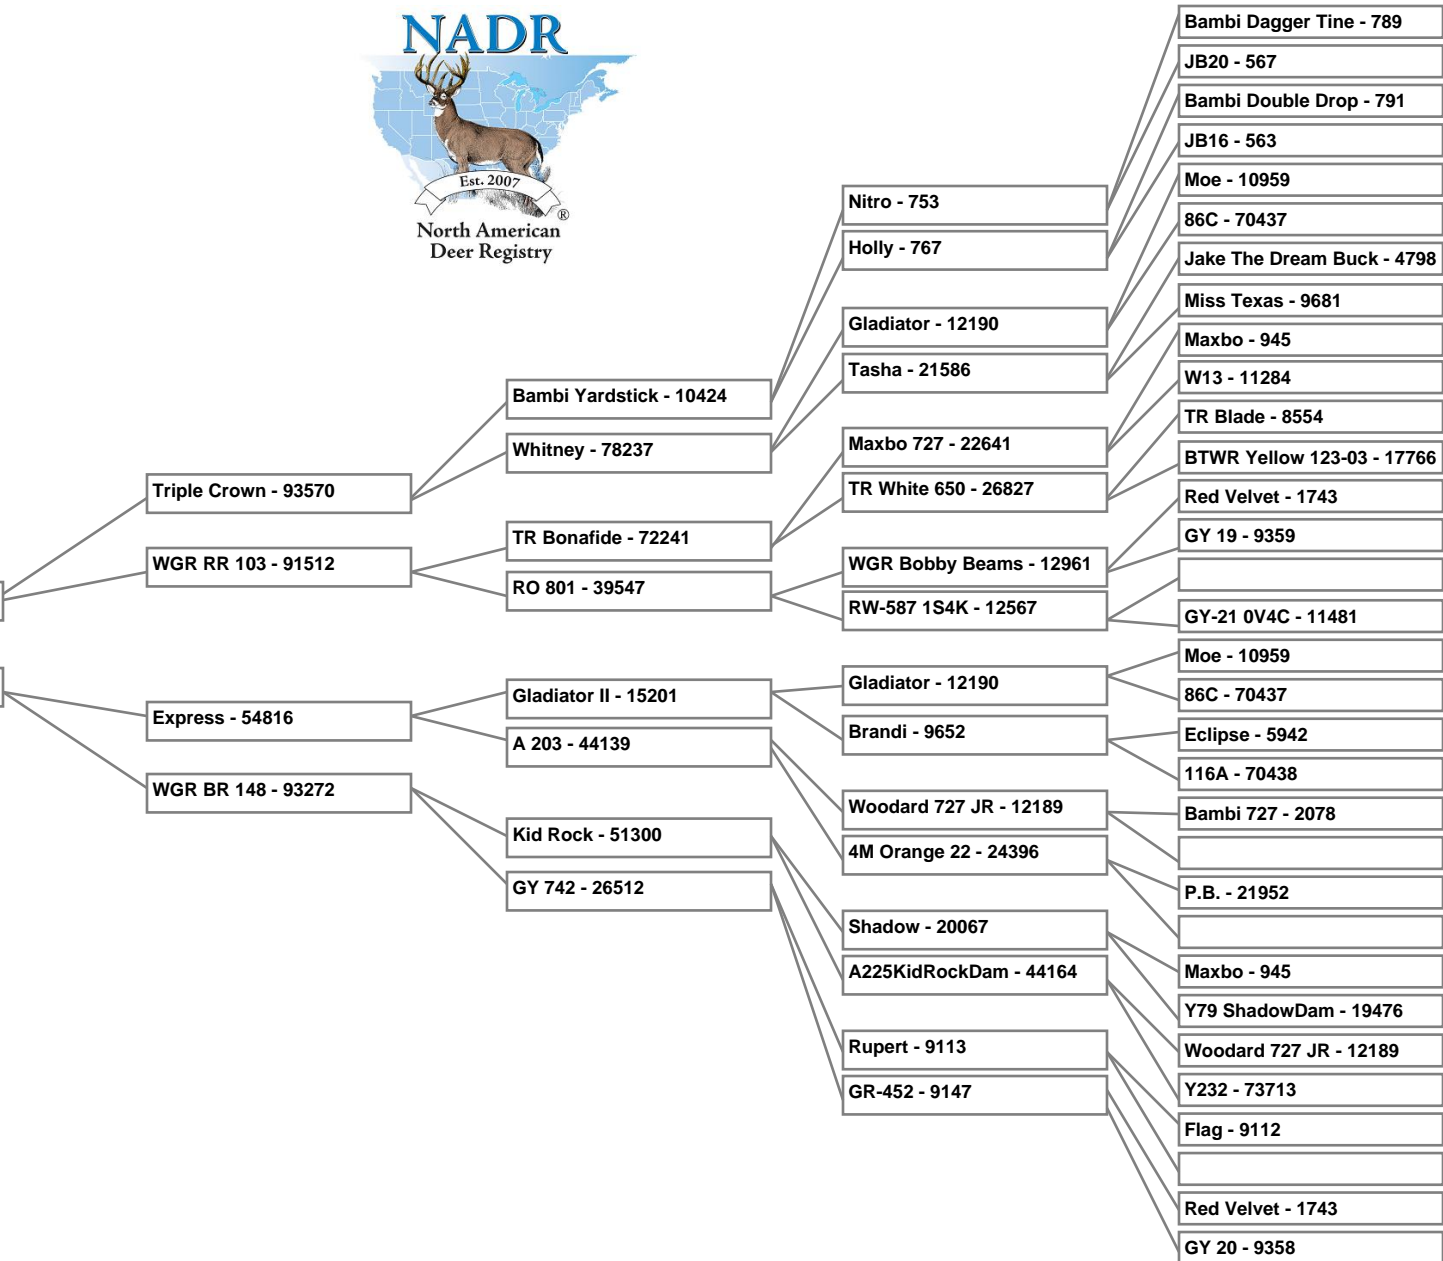 NADR
Est. 2007
®
North American
Deer Registry
Triple Crown - 93570
WGR RR 103 - 91512
Express - 54816
WGR BR 148 - 93272
Bambi Yardstick - 10424
Whitney - 78237
TR Bonafide - 72241
RO 801 - 39547
Gladiator II - 15201
A 203 - 44139
Kid Rock - 51300
GY 742 - 26512
Nitro - 753
Holly - 767
Gladiator - 12190
Tasha - 21586
Maxbo 727 - 22641
TR White 650 - 26827
WGR Bobby Beams - 12961
RW-587 1S4K - 12567
Gladiator - 12190
Brandi - 9652
Woodard 727 JR - 12189
4M Orange 22 - 24396
Shadow - 20067
A225KidRockDam - 44164
Rupert - 9113
GR-452 - 9147
Bambi Dagger Tine - 789
JB20 - 567
Bambi Double Drop - 791
JB16 - 563
Moe - 10959
86C - 70437
Jake The Dream Buck - 4798
Miss Texas - 9681
Maxbo - 945
W13 - 11284
TR Blade - 8554
BTWR Yellow 123-03 - 17766
Red Velvet - 1743
GY 19 - 9359
GY-21 0V4C - 11481
Moe - 10959
86C - 70437
Eclipse - 5942
116A - 70438
Bambi 727 - 2078
P.B. - 21952
Maxbo - 945
Y79 ShadowDam - 19476
Woodard 727 JR - 12189
Y232 - 73713
Flag - 9112
Red Velvet - 1743
GY 20 - 9358